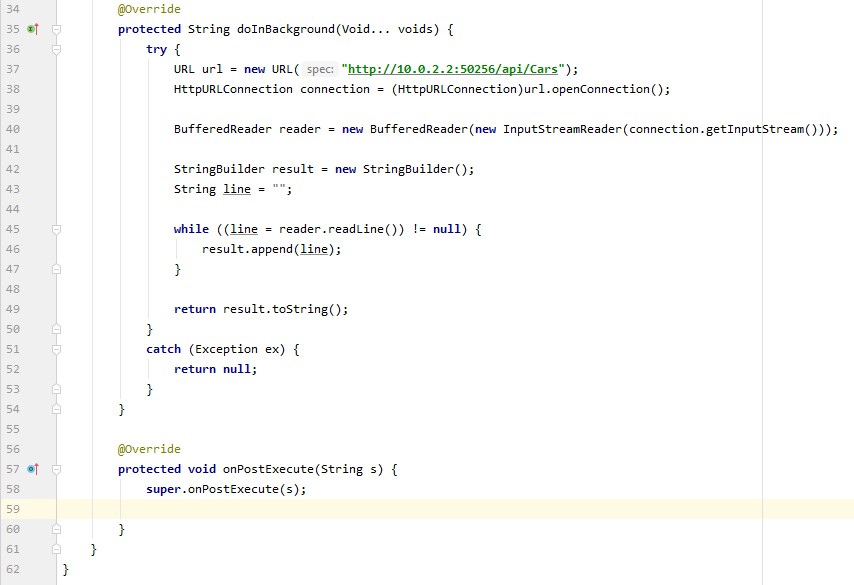 34 @Override
35 protected String doInBackground(Void... voids) {
36 try {
37 URL url = new URL( spec: "http://10.0.2.2:50256/api/Cars");
38 HttpURLConnection connection = (HttpURLConnection)url.openConnection();
39
40 BufferedReader reader = new BufferedReader(new InputStreamReader(connection.getInputStream()));
41
42 StringBuilder result = new StringBuilder();
43 String line = "";
44
45 while ((line = reader.readLine()) != null) {
46 result.append(line);
47 }
48
49 return result.toString();
50 }
51 catch (Exception ex) {
52 return null;
53 }
54 }
55
56 @Override
57 protected void onPostExecute(String s) {
58 super.onPostExecute(s);
59
60 }
61 }
62 }